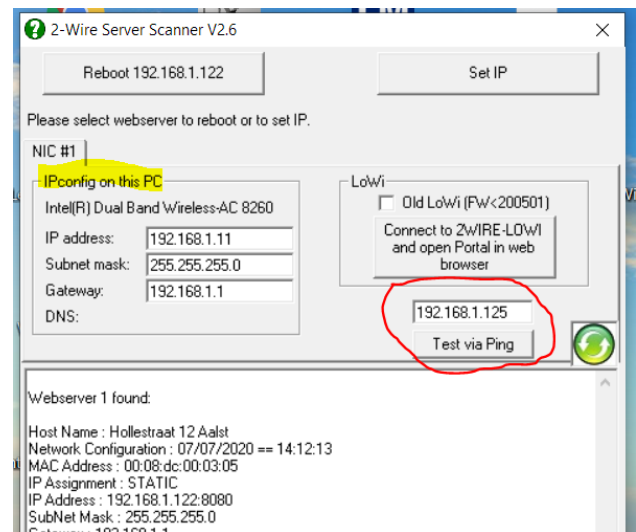 2-Wire Server Scanner V2.6
Reboot 192.168.1.122
Set IP
Please select webserver to reboot or to set IP.
NIC #1
IPconfig on this PC
Intel(R) Dual Band Wireless-AC 8260
IP address: 192.168.1.11
Subnet mask: 255.255.255.0
Gateway: 192.168.1.1
DNS:
LoWi
Old LoWi (FW<200501)
Connect to 2WIRE-LOWI
and open Portal in web
browser
192.168.1.125
Test via Ping
Webserver 1 found:
Host Name : Hollestraat 12 Aalst
Network Configuration : 07/07/2020 == 14:12:13
MAC Address : 00:08:dc:00:03:05
IP Assignment : STATIC
IP Address : 192.168.1.122:8080
SubNet Mask : 255.255.255.0
Gateway : 192.168.1.1